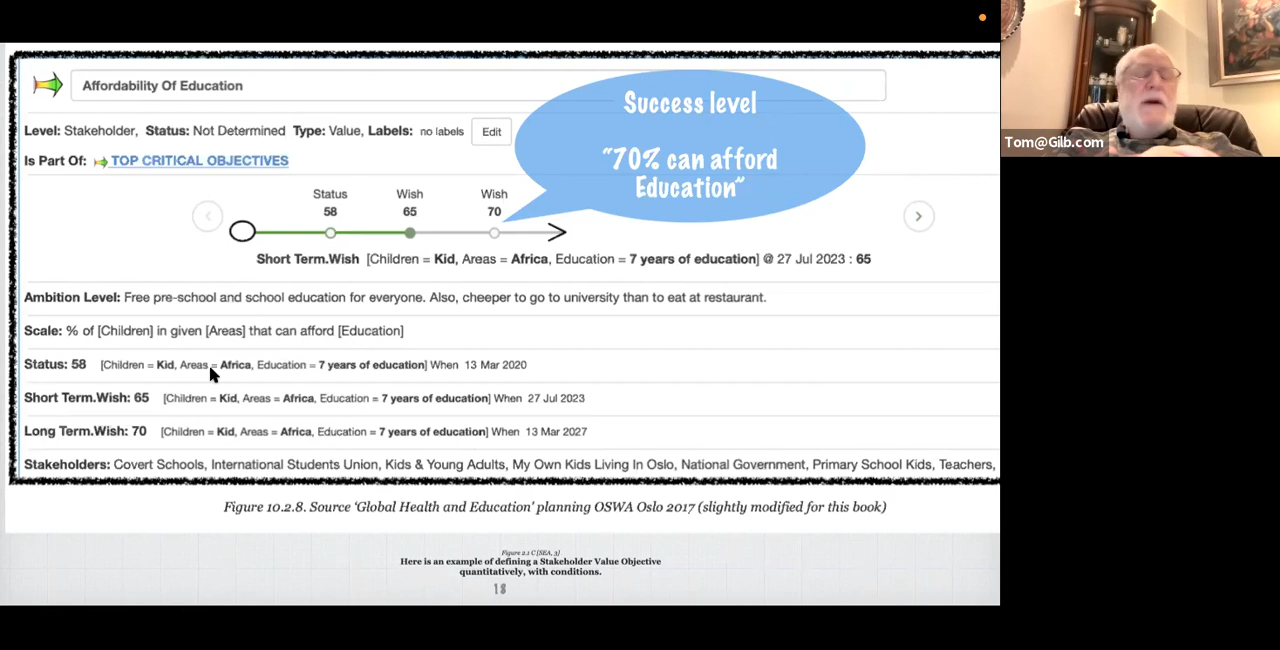 Affordability Of Education
Success level
"70% can afford
Education"
Level: Stakeholder, Status: Not Determined Type: Value, Labels: no labels Edit
Is Part Of: TOP CRITICAL OBJECTIVES
Status Wish Wish
58 65 70
Short Term.Wish [Children = Kid, Areas = Africa, Education = 7 years of education] @ 27 Jul 2023 : 65
Ambition Level: Free pre-school and school education for everyone. Also, cheeper to go to university than to eat at restaurant.
Scale: % of [Children] in given [Areas] that can afford [Education]
Status: 58 [Children = Kid, Areas = Africa, Education = 7 years of education] When 13 Mar 2020
Short Term.Wish: 65 [Children = Kid, Areas = Africa, Education = 7 years of education] When 27 Jul 2023
Long Term.Wish: 70 [Children = Kid, Areas = Africa, Education = 7 years of education] When 13 Mar 2027
Stakeholders: Covert Schools, International Students Union, Kids & Young Adults, My Own Kids Living In Oslo, National Government, Primary School Kids, Teachers,
Figure 10.2.8. Source ‘Global Health and Education’ planning OSWA Oslo 2017 (slightly modified for this book)
Figure 2.1 C [SEA, 3]
Here is an example of defining a Stakeholder Value Objective
quantitatively, with conditions.
18
Tom@Gilb.com